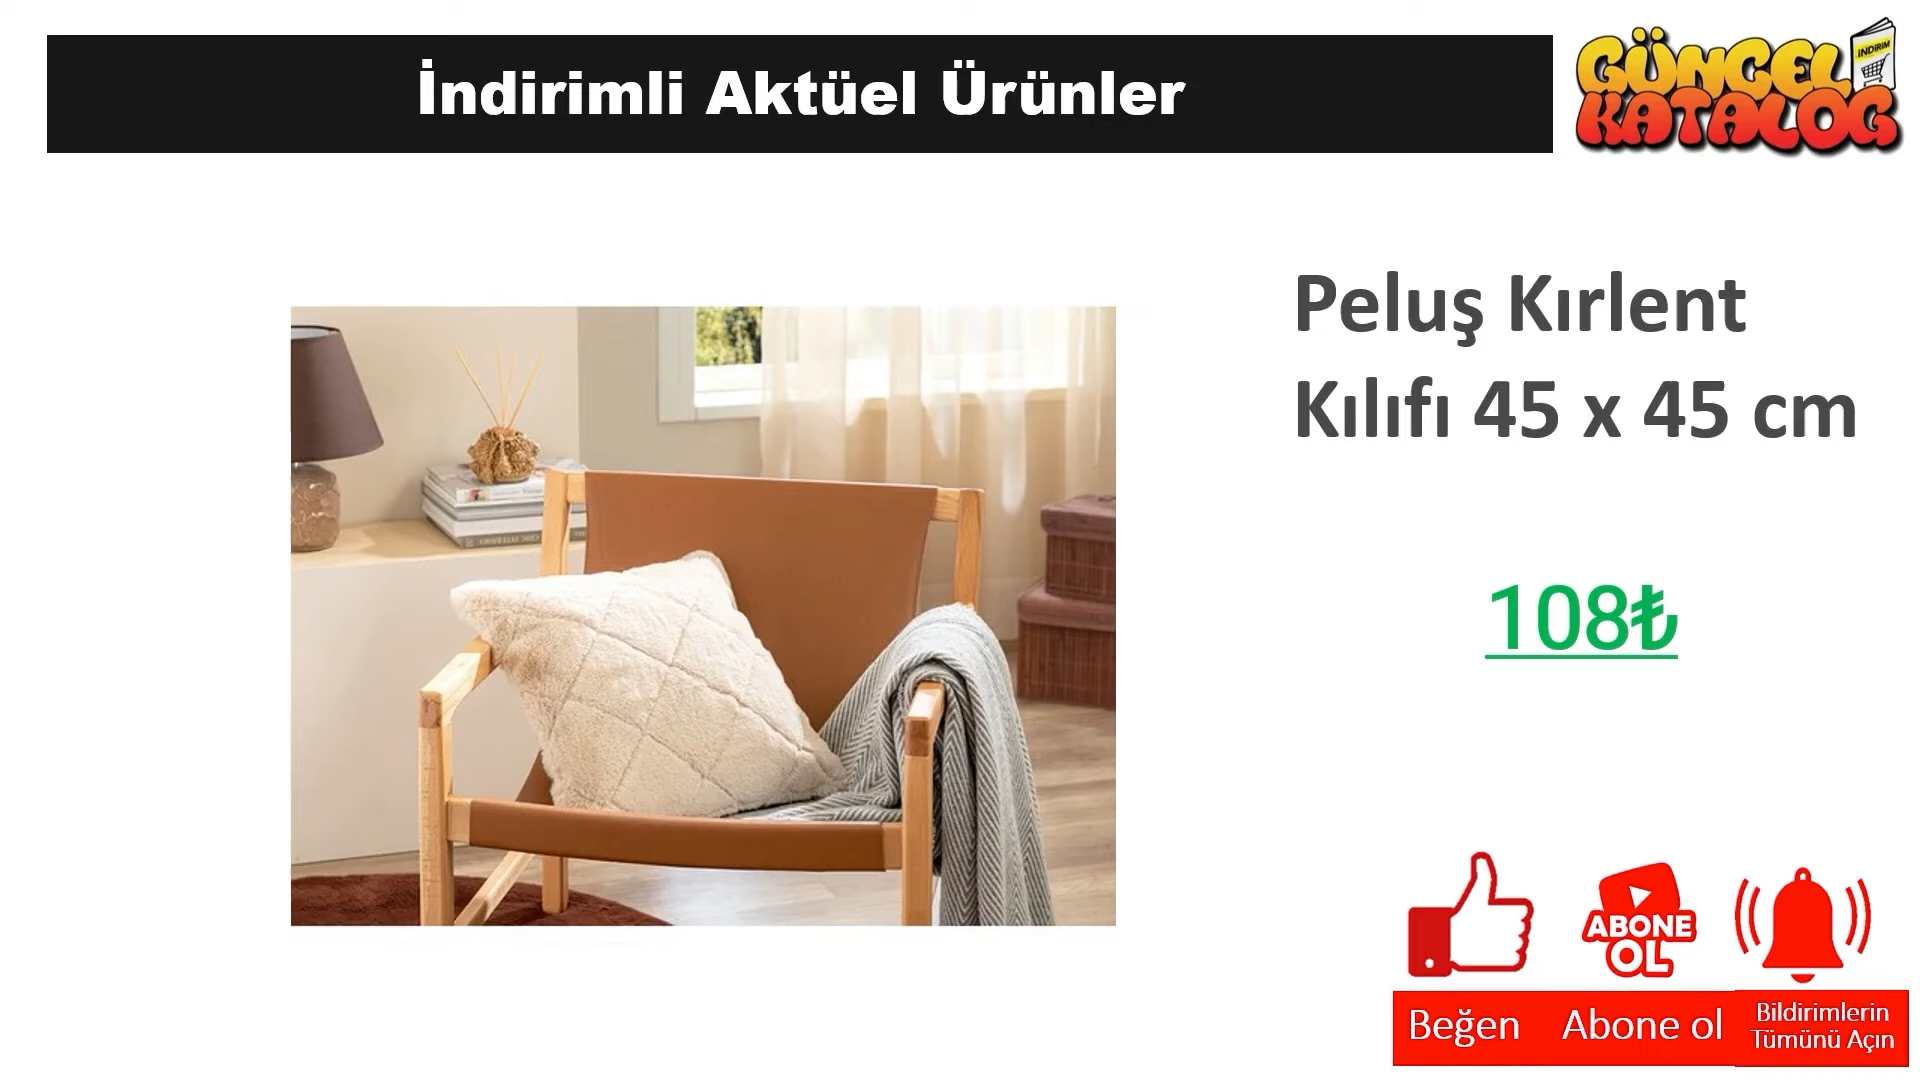 İndirimli Aktüel Ürünler
GÜNCEL
İNDİRİM
KATALOG
Peluş Kırlent
Kılıfı 45 x 45 cm
108₺
ABONE
OL
Beğen
Abone ol
Bildirimlerin
Tümünü Açın